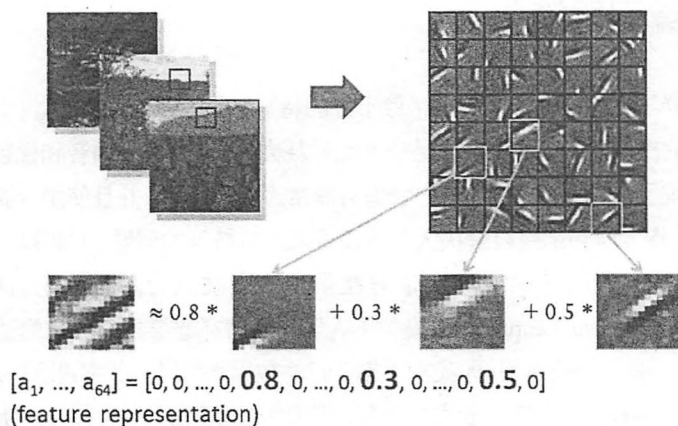 ≈ 0.8 * + 0.3 * + 0.5 *
[a₁, ..., a₆₄] = [0, 0, ..., 0, 0.8, 0, ..., 0, 0.3, 0, ..., 0, 0.5, 0]
(feature representation)